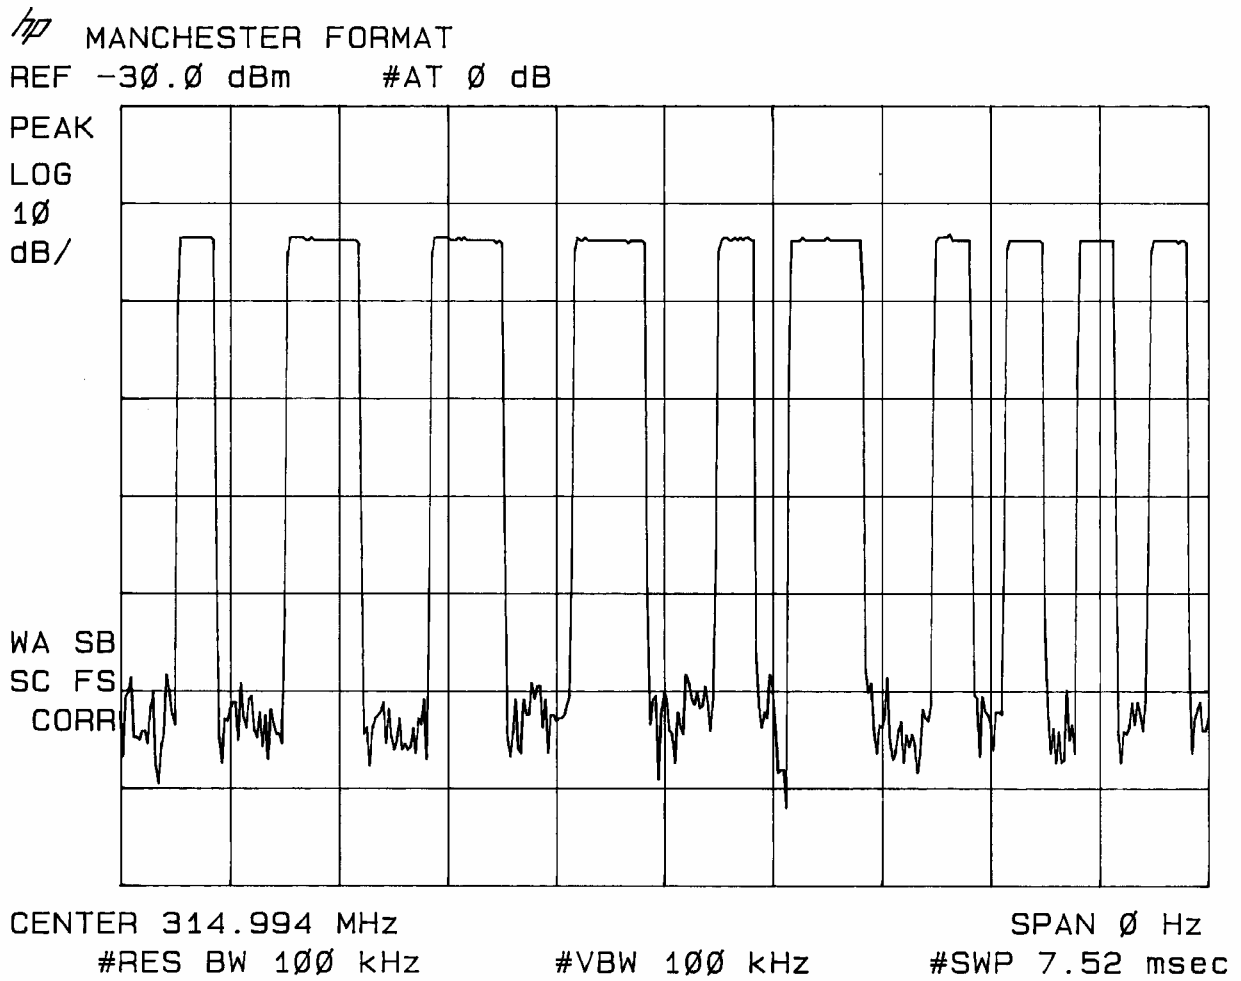 hp MANCHESTER FORMAT
REF -30.0 dBm #AT 0 dB
PEAK
LOG
10
dB/
WA SB
SC FS
CORR
CENTER 314.994 MHz SPAN 0 Hz
#RES BW 100 kHz #VBW 100 kHz #SWP 7.52 msec